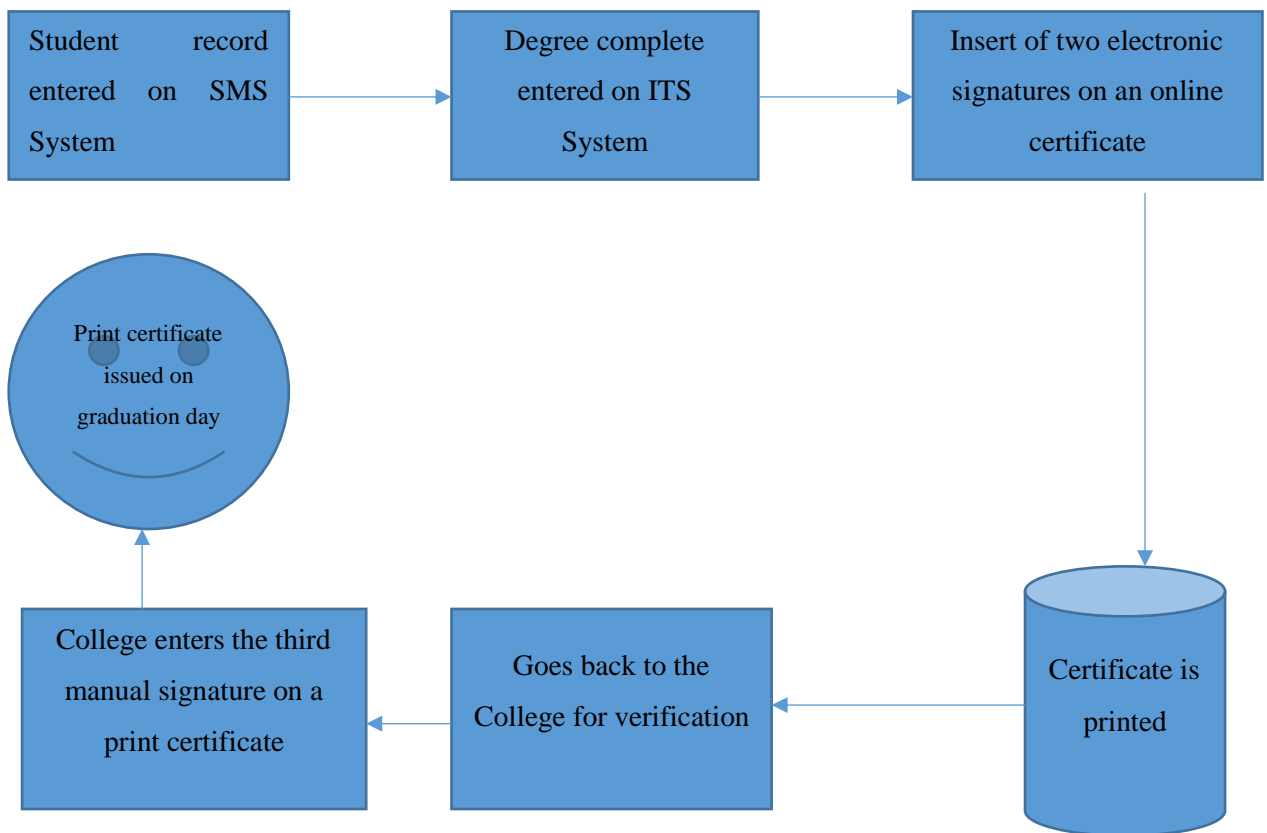 Student record
entered on SMS
System
Degree complete
entered on ITS
System
Insert of two electronic
signatures on an online
certificate
Certificate is
printed
Goes back to the
College for verification
College enters the third
manual signature on a
print certificate
Print certificate
issued on
graduation day